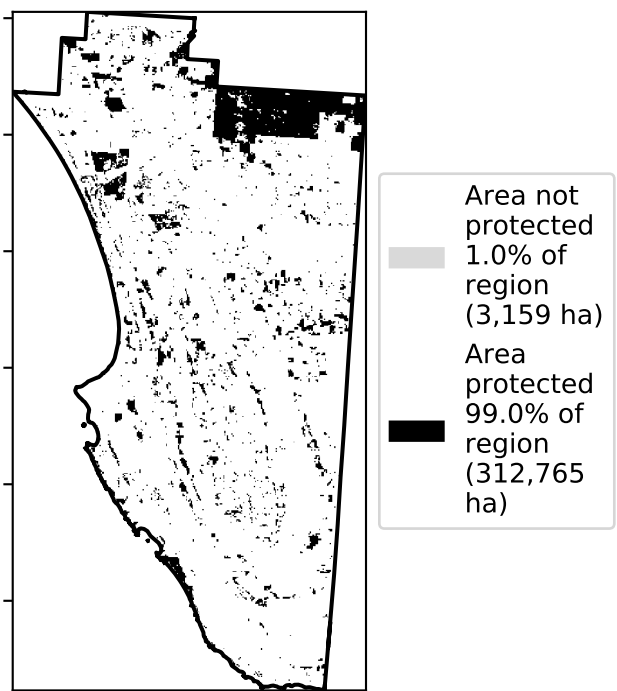 Area not
protected
1.0% of
region
(3,159 ha)
Area
protected
99.0% of
region
(312,765
ha)